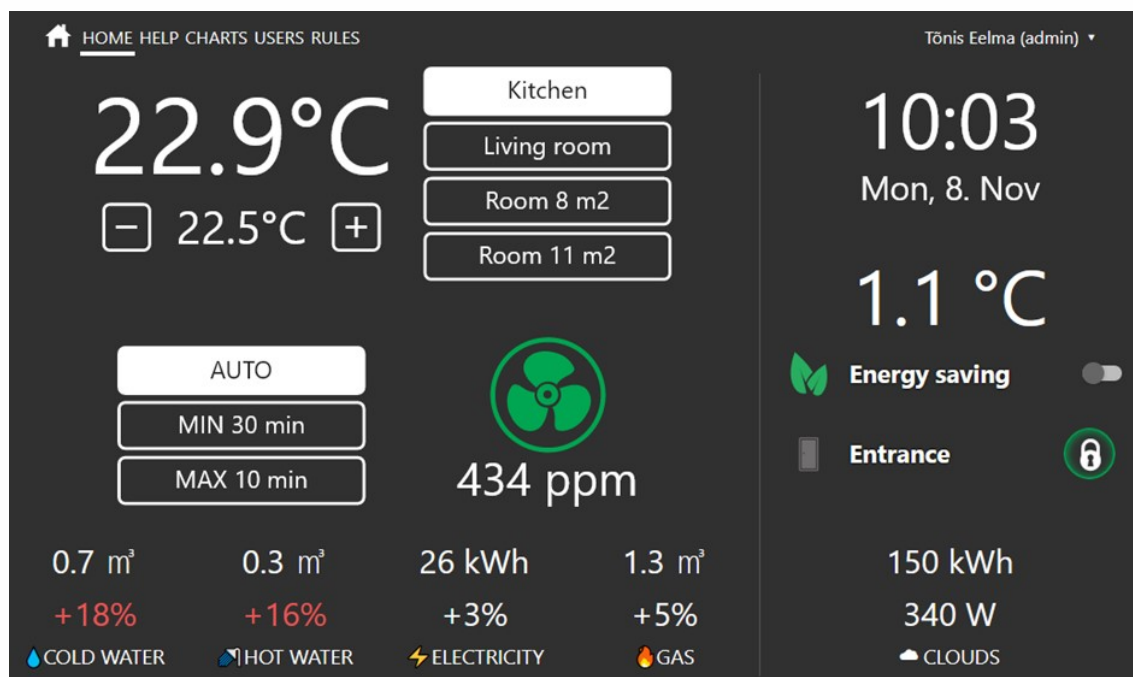 HOME HELP CHARTS USERS RULES
Tõnis Eelma (admin) ▾
22.9°C
− 22.5°C +
Kitchen
Living room
Room 8 m2
Room 11 m2
10:03
Mon, 8. Nov
1.1 °C
AUTO
MIN 30 min
MAX 10 min
434 ppm
Energy saving
Entrance
0.7 m³ 0.3 m³ 26 kWh 1.3 m³
+18% +16% +3% +5%
COLD WATER HOT WATER ELECTRICITY GAS
150 kWh
340 W
CLOUDS